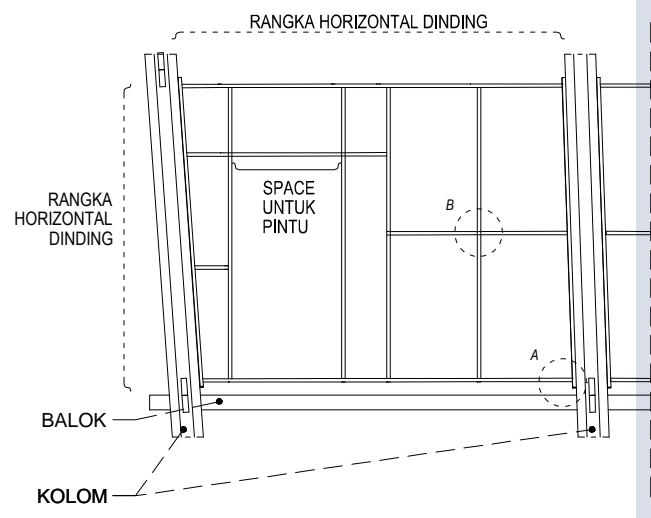 RANGKA HORIZONTAL DINDING
RANGKA
HORIZONTAL
DINDING
SPACE
UNTUK
PINTU
B
A
BALOK
KOLOM